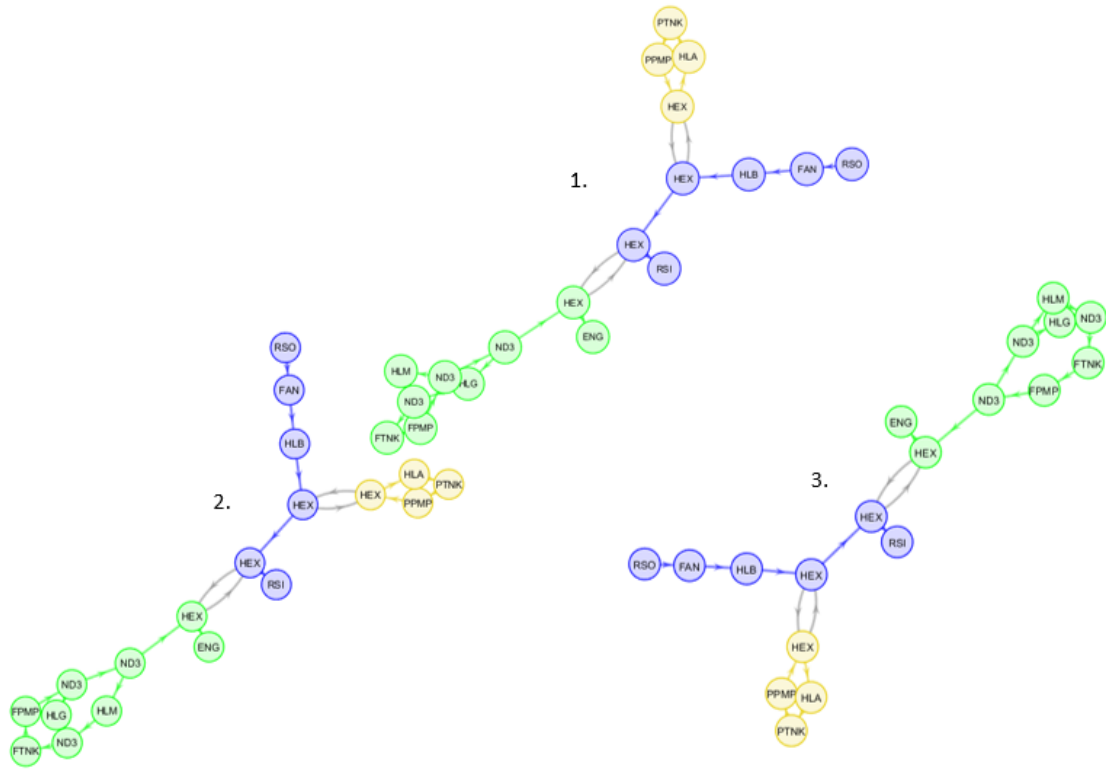 PTNK
PPMP HLA
HEX
1.
HEX HLB FAN RSO
HEX
RSI
HEX
ENG
ND3
HLM ND3 HLG
ND3
FTNK FPMP
RSO
FAN
HLB
2.
HEX HEX HLA PTNK
PPMP
HEX
RSI
HEX
ENG
ND3
ND3
FPMP HLG HLM
FTNK ND3
HLM
HLG ND3
ND3
FTNK
ND3 FPMP
ENG
HEX
3.
HEX
RSI
RSO FAN HLB HEX
HEX
PPMP HLA
PTNK